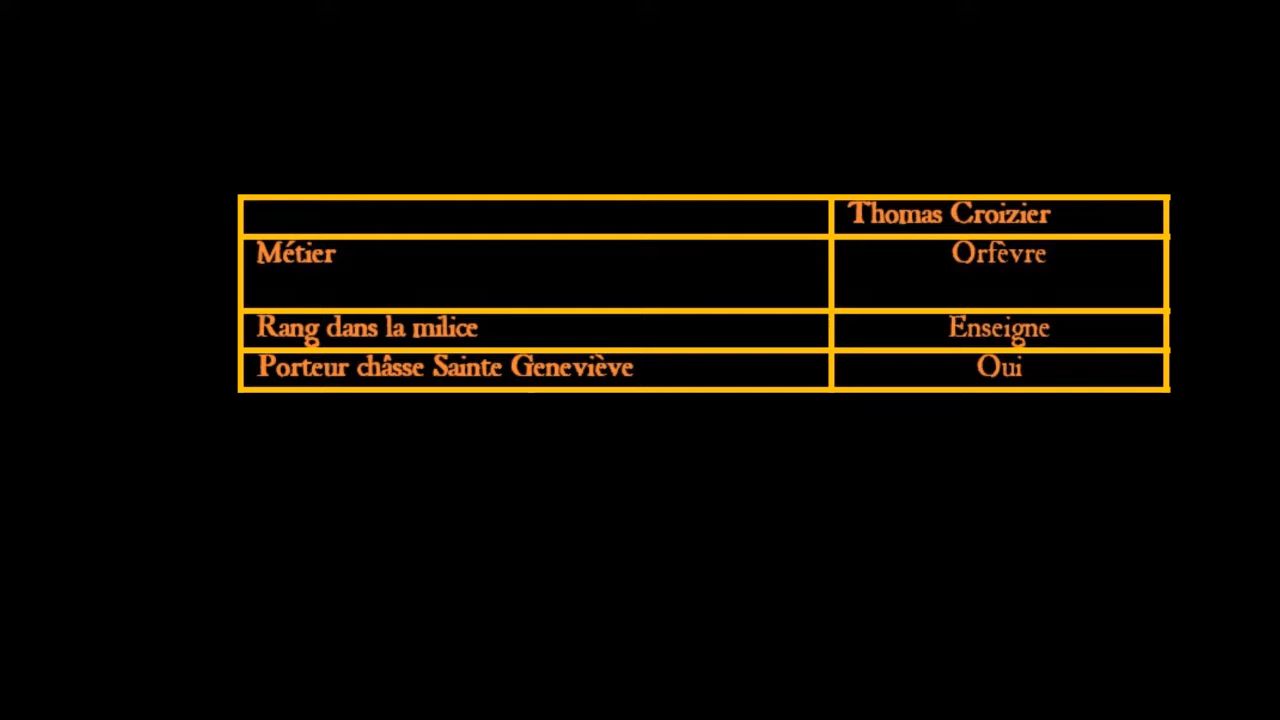 Thomas Croizier
Métier Orfèvre
Rang dans la milice Enseigne
Porteur châsse Sainte Geneviève Oui